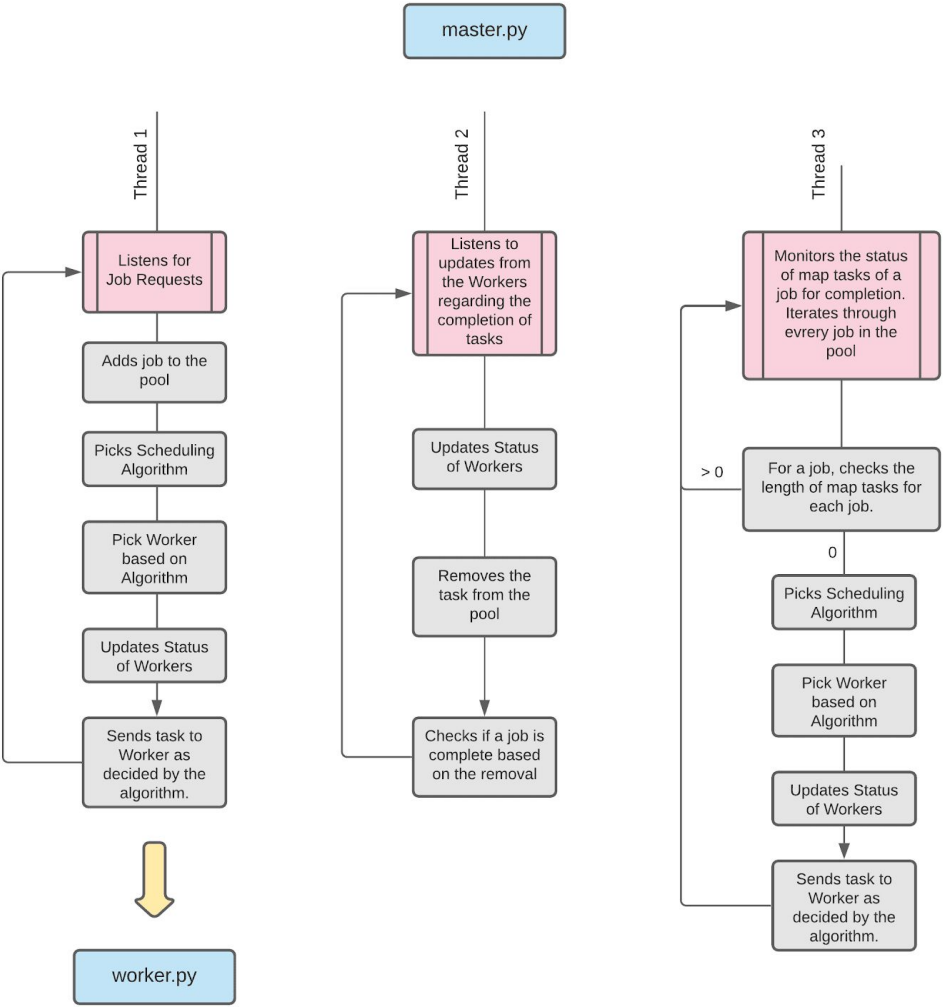 master.py
Thread 1
Listens for
Job Requests
Adds job to the
pool
Picks Scheduling
Algorithm
Pick Worker
based on
Algorithm
Updates Status
of Workers
Sends task to
Worker as
decided by the
algorithm.
worker.py
Thread 2
Listens to
updates from
the Workers
regarding the
completion of
tasks
Updates Status
of Workers
Removes the
task from the
pool
Checks if a job is
complete based
on the removal
Thread 3
Monitors the status
of map tasks of a
job for completion.
Iterates through
evrery job in the
pool
For a job, checks the
length of map tasks for
each job.
> 0
0
Picks Scheduling
Algorithm
Pick Worker
based on
Algorithm
Updates Status
of Workers
Sends task to
Worker as
decided by the
algorithm.